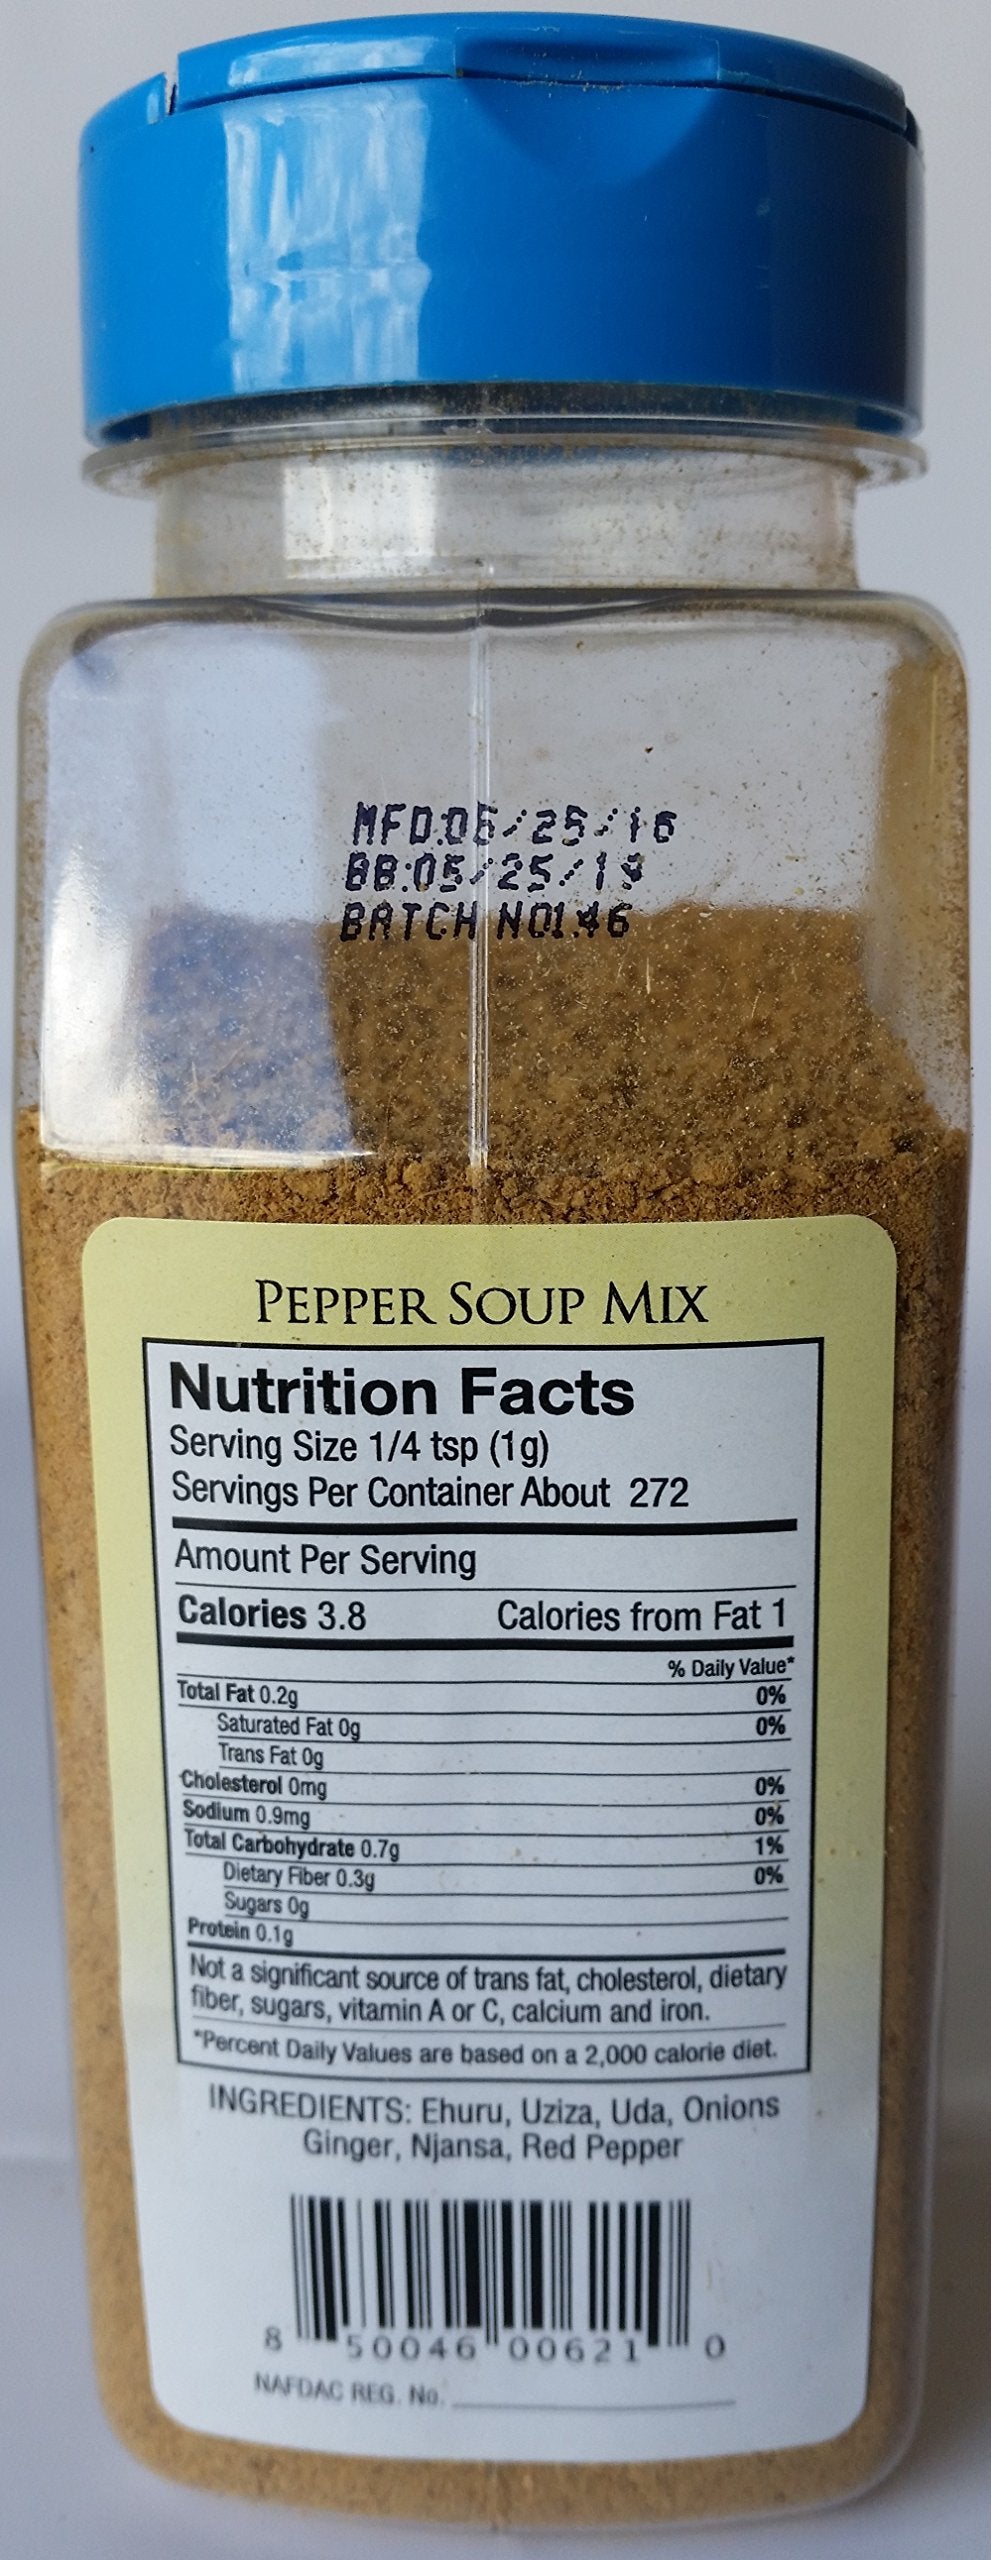 MFD:05/25/16
BB:05/25/19
BATCH NO1.46
PEPPER SOUP MIX
Nutrition Facts
Serving Size 1/4 tsp (1g)
Servings Per Container About 272
Amount Per Serving
Calories 3.8 Calories from Fat 1
% Daily Value*
Total Fat 0.2g 0%
Saturated Fat 0g 0%
Trans Fat 0g
Cholesterol 0mg 0%
Sodium 0.9mg 0%
Total Carbohydrate 0.7g 1%
Dietary Fiber 0.3g 0%
Sugars 0g
Protein 0.1g
Not a significant source of trans fat, cholesterol, dietary
fiber, sugars, vitamin A or C, calcium and iron.
*Percent Daily Values are based on a 2,000 calorie diet.
INGREDIENTS: Ehuru, Uziza, Uda, Onions
Ginger, Njansa, Red Pepper
8 50046 00621 0
NAFDAC REG. No.